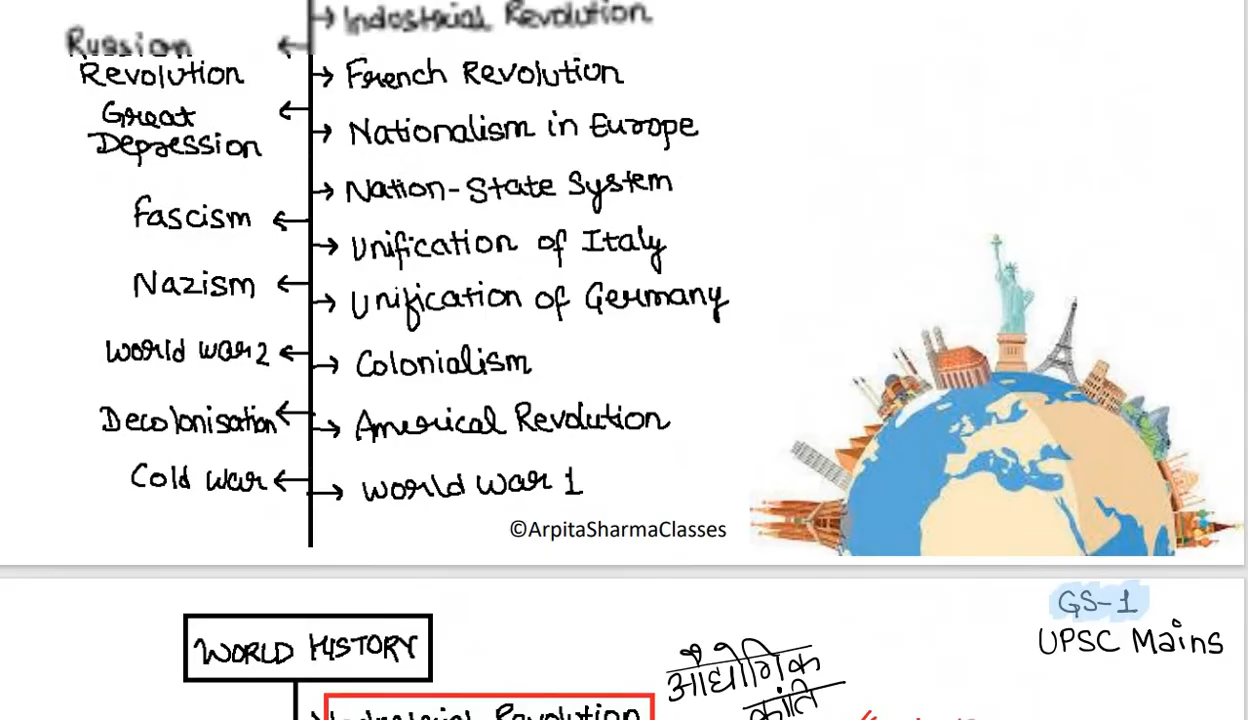 Industrial Revolution
Russian
Revolution
French Revolution
Great
Depression
Nationalism in Europe
Nation-State System
Fascism
Unification of Italy
Nazism
Unification of Germany
World War 2
Colonialism
Decolonisation
Americal Revolution
Cold War
World War 1
©ArpitaSharmaClasses
GS-1
UPSC Mains
WORLD HISTORY
औद्योगिक
क्रांति
Industrial Revolution